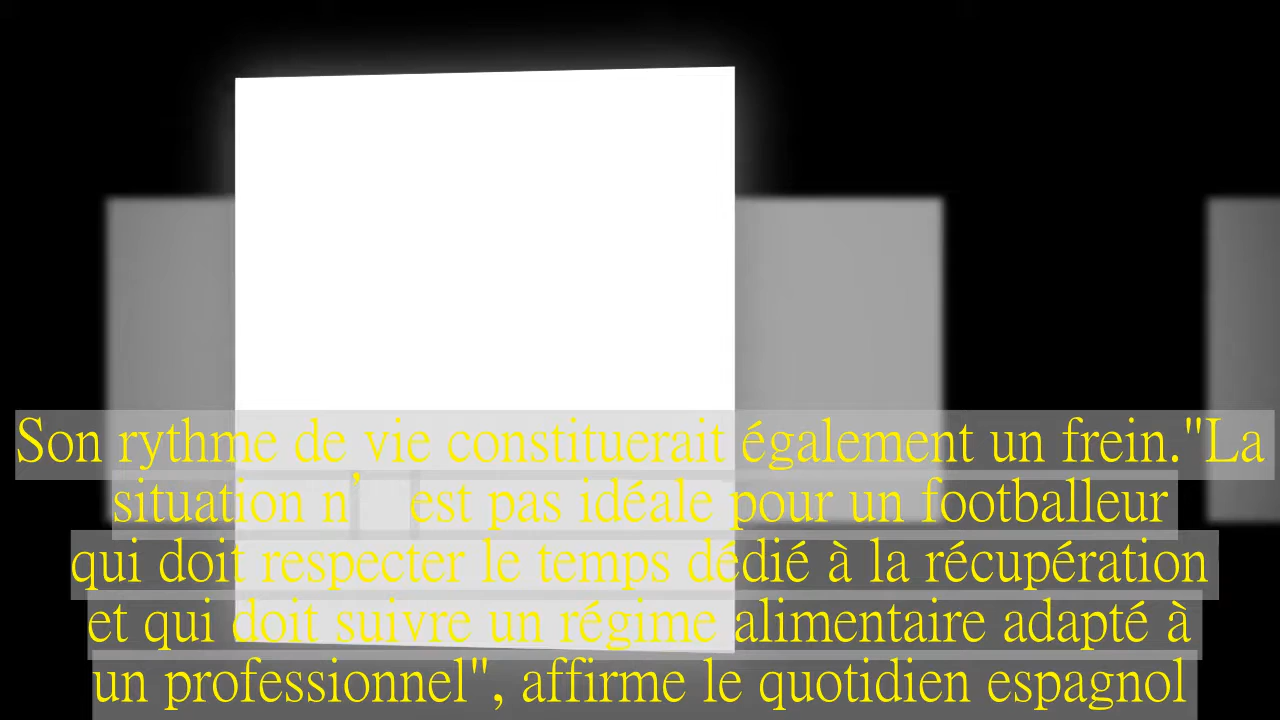 Son rythme de vie constituerait également un frein."La
situation n’est pas idéale pour un footballeur
qui doit respecter le temps dédié à la récupération
et qui doit suivre un régime alimentaire adapté à
un professionnel", affirme le quotidien espagnol